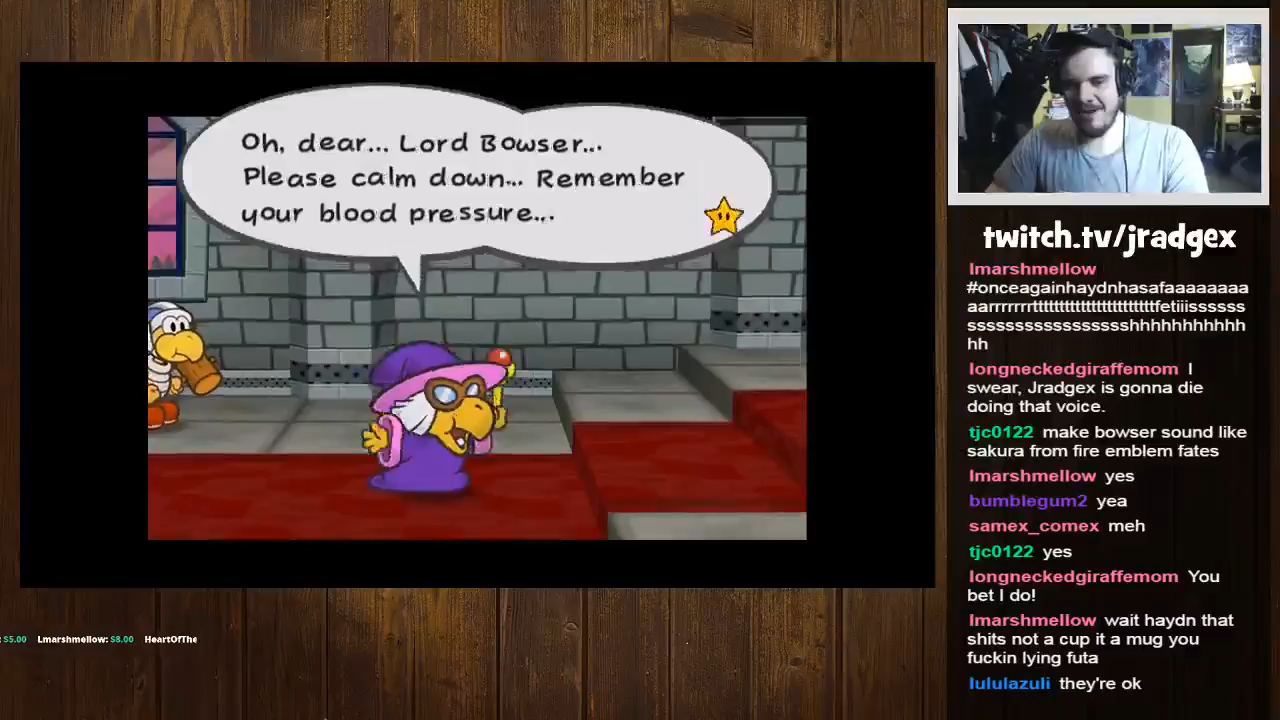 Oh, dear... Lord Bowser...
Please calm down... Remember
your blood pressure...
twitch.tv/jradgex
lmarshmellow
#onceagainhaydnhasafaaaaaaaa
aarrrrrrrttttttttttttttttttttttttfetiiissssss
sssssssssssssssssshhhhhhhhhhh
hh
longneckedgiraffemom I
swear, Jradgex is gonna die
doing that voice.
tjc0122 make bowser sound like
sakura from fire emblem fates
lmarshmellow yes
bumblegum2 yea
samex_comex meh
tjc0122 yes
longneckedgiraffemom You
bet I do!
lmarshmellow wait haydn that
shits not a cup it a mug you
fuckin lying futa
lululazuli they're ok
: $5.00 Lmarshmellow: $8.00 HeartOfThe